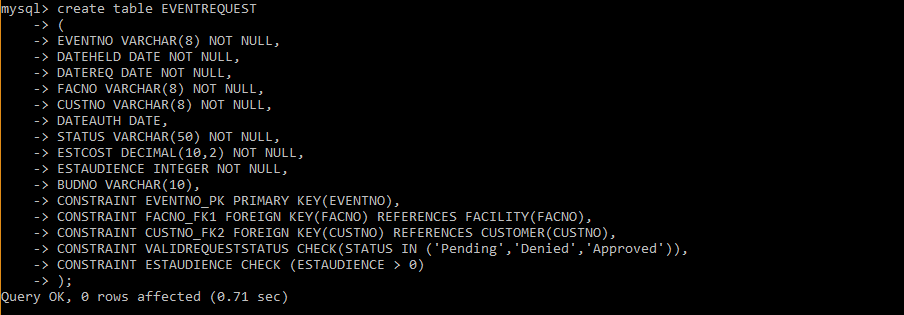 mysql> create table EVENTREQUEST
-> (
-> EVENTNO VARCHAR(8) NOT NULL,
-> DATEHELD DATE NOT NULL,
-> DATEREQ DATE NOT NULL,
-> FACNO VARCHAR(8) NOT NULL,
-> CUSTNO VARCHAR(8) NOT NULL,
-> DATEAUTH DATE,
-> STATUS VARCHAR(50) NOT NULL,
-> ESTCOST DECIMAL(10,2) NOT NULL,
-> ESTAUDIENCE INTEGER NOT NULL,
-> BUDNO VARCHAR(10),
-> CONSTRAINT EVENTNO_PK PRIMARY KEY(EVENTNO),
-> CONSTRAINT FACNO_FK1 FOREIGN KEY(FACNO) REFERENCES FACILITY(FACNO),
-> CONSTRAINT CUSTNO_FK2 FOREIGN KEY(CUSTNO) REFERENCES CUSTOMER(CUSTNO),
-> CONSTRAINT VALIDREQUESTSTATUS CHECK(STATUS IN ('Pending','Denied','Approved')),
-> CONSTRAINT ESTAUDIENCE CHECK (ESTAUDIENCE > 0)
-> );
Query OK, 0 rows affected (0.71 sec)